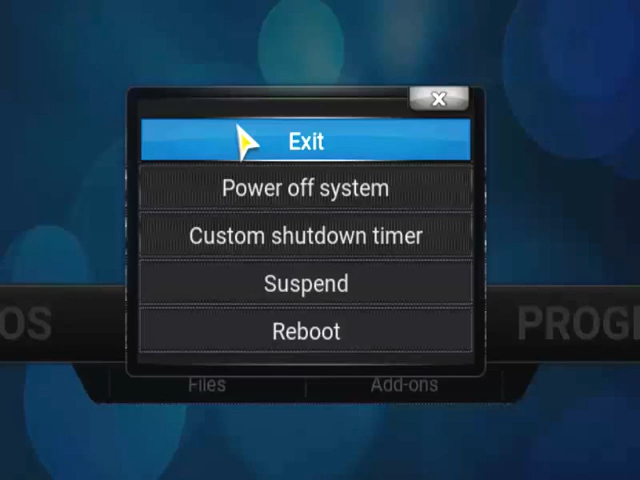 Exit
Power off system
Custom shutdown timer
Suspend
Reboot
OS PROG
Files Add-ons